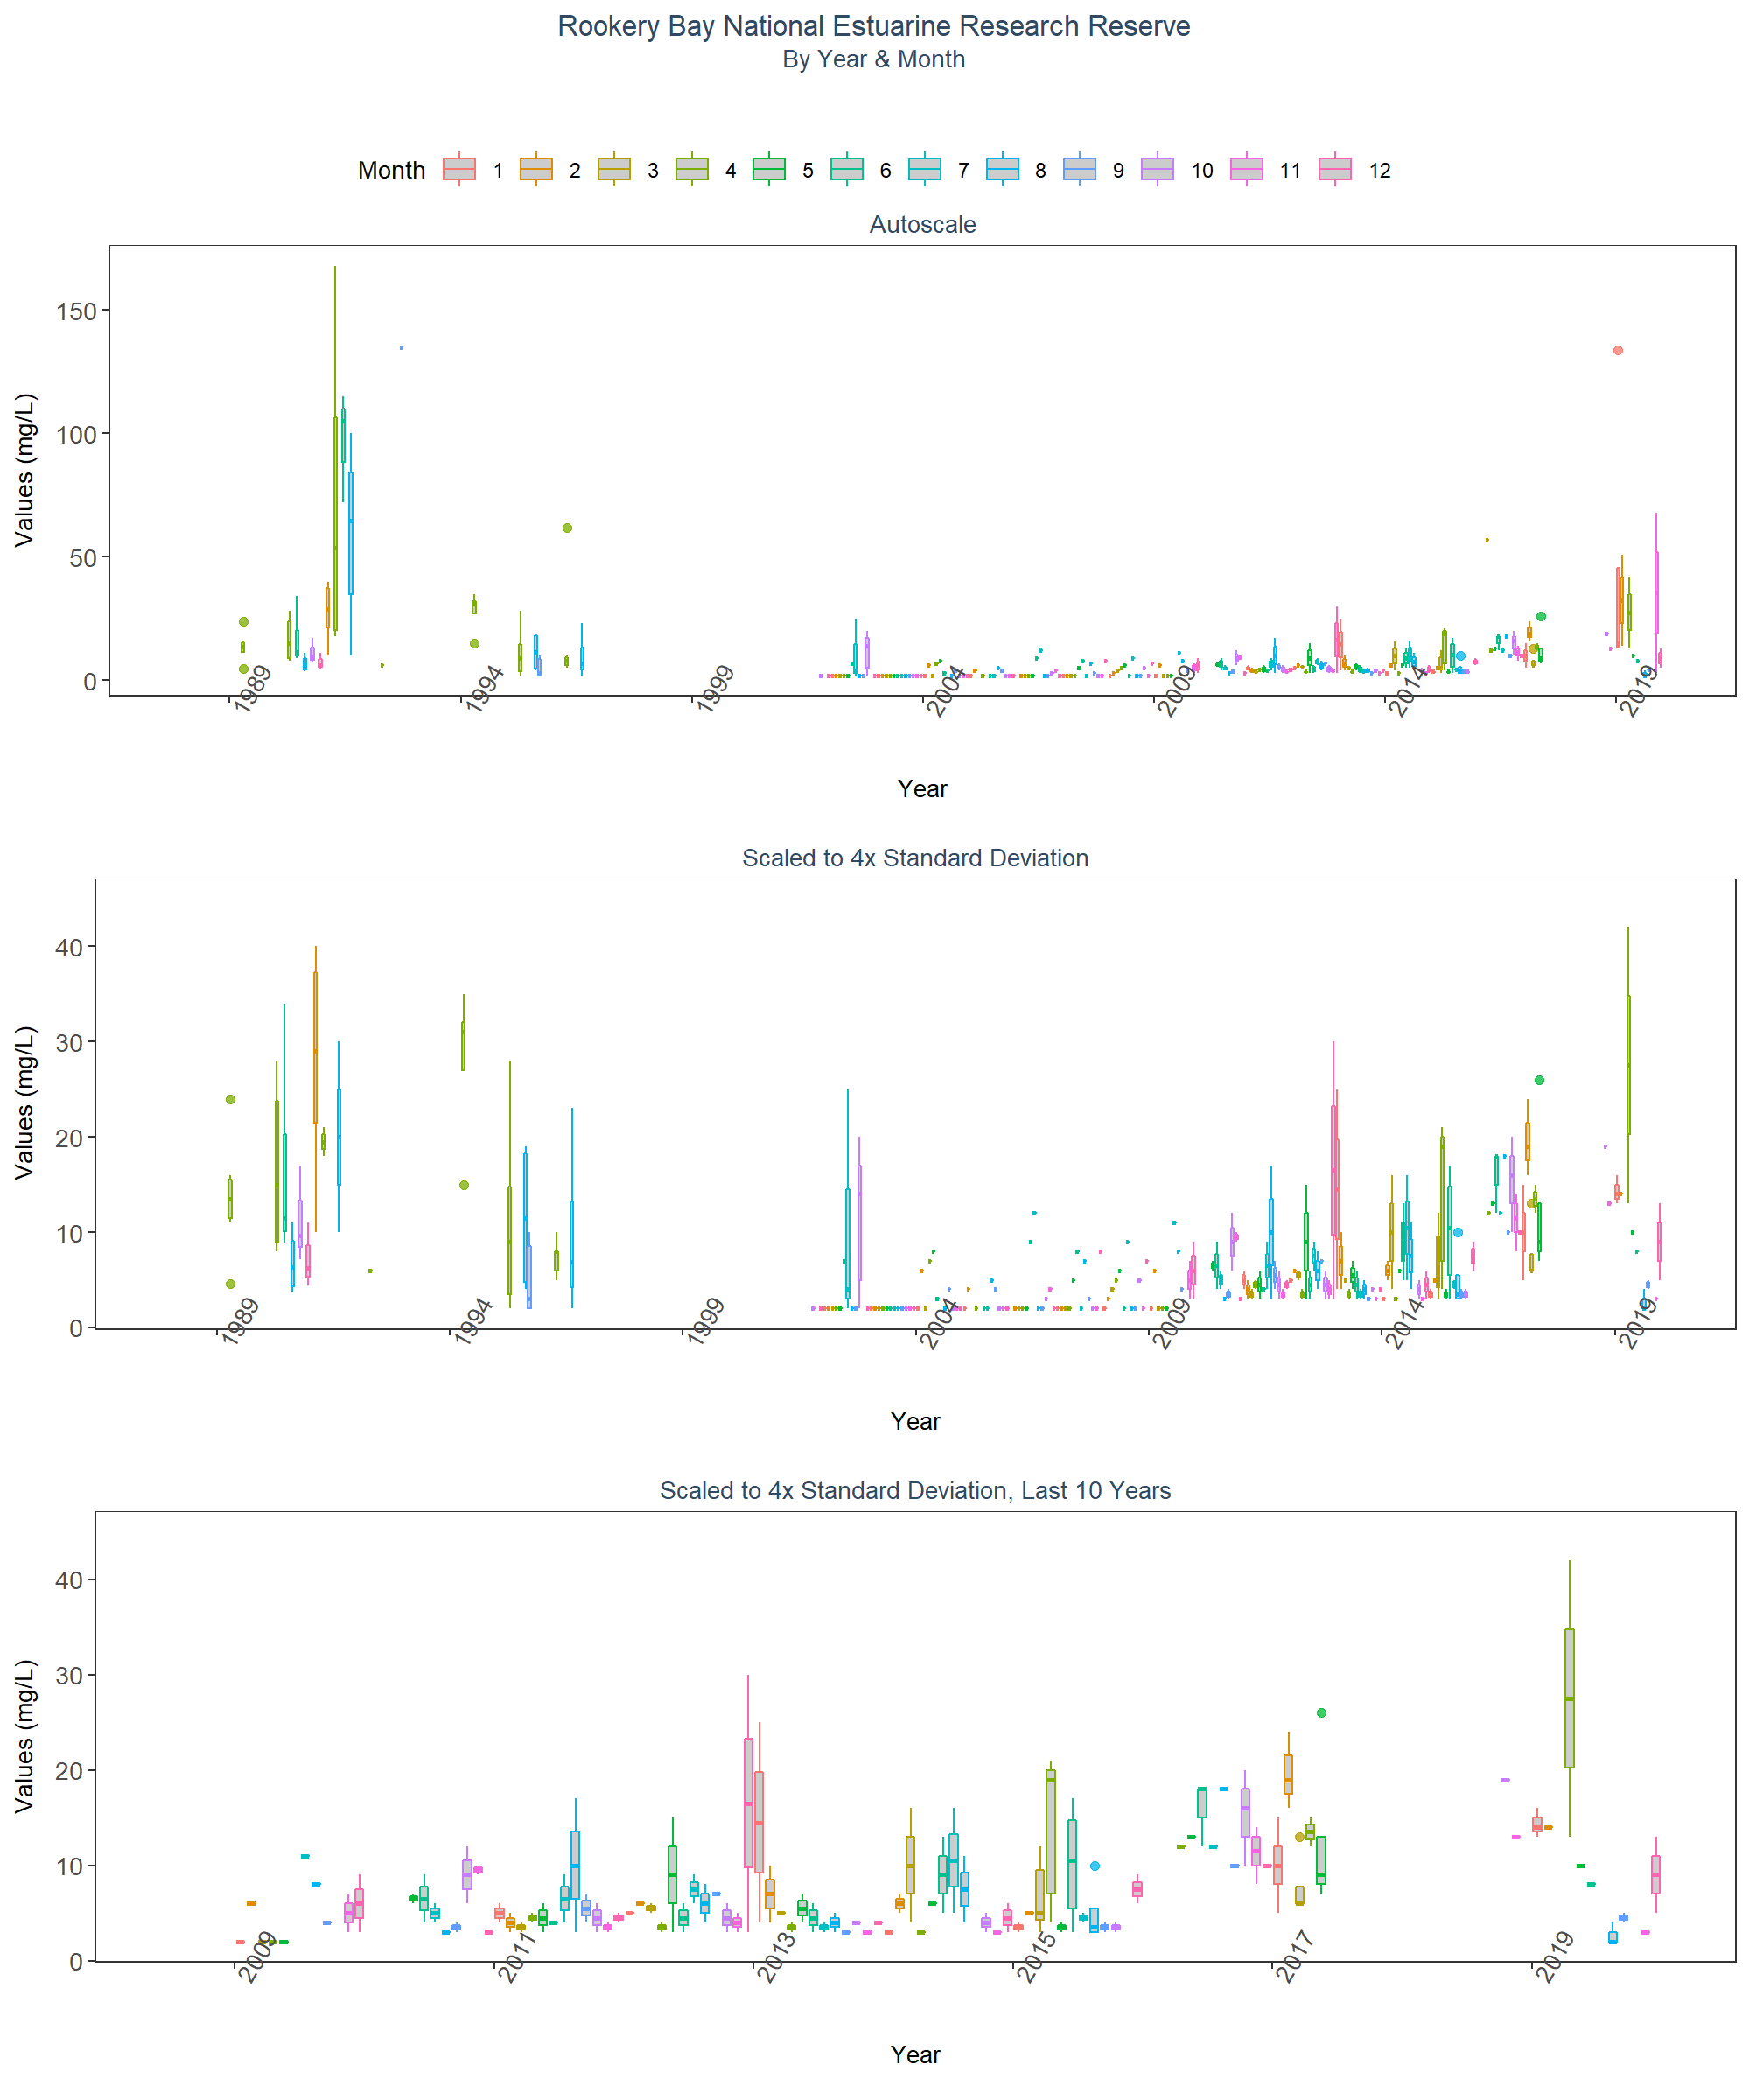 Rookery Bay National Estuarine Research Reserve
By Year & Month
Month 1 2 3 4 5 6 7 8 9 10 11 12
Autoscale
Values (mg/L)
150
100
50
0
1989 1994 1999 2004 2009 2014 2019
Year
Scaled to 4x Standard Deviation
Values (mg/L)
40
30
20
10
0
1989 1994 1999 2004 2009 2014 2019
Year
Scaled to 4x Standard Deviation, Last 10 Years
Values (mg/L)
40
30
20
10
0
2009 2011 2013 2015 2017 2019
Year